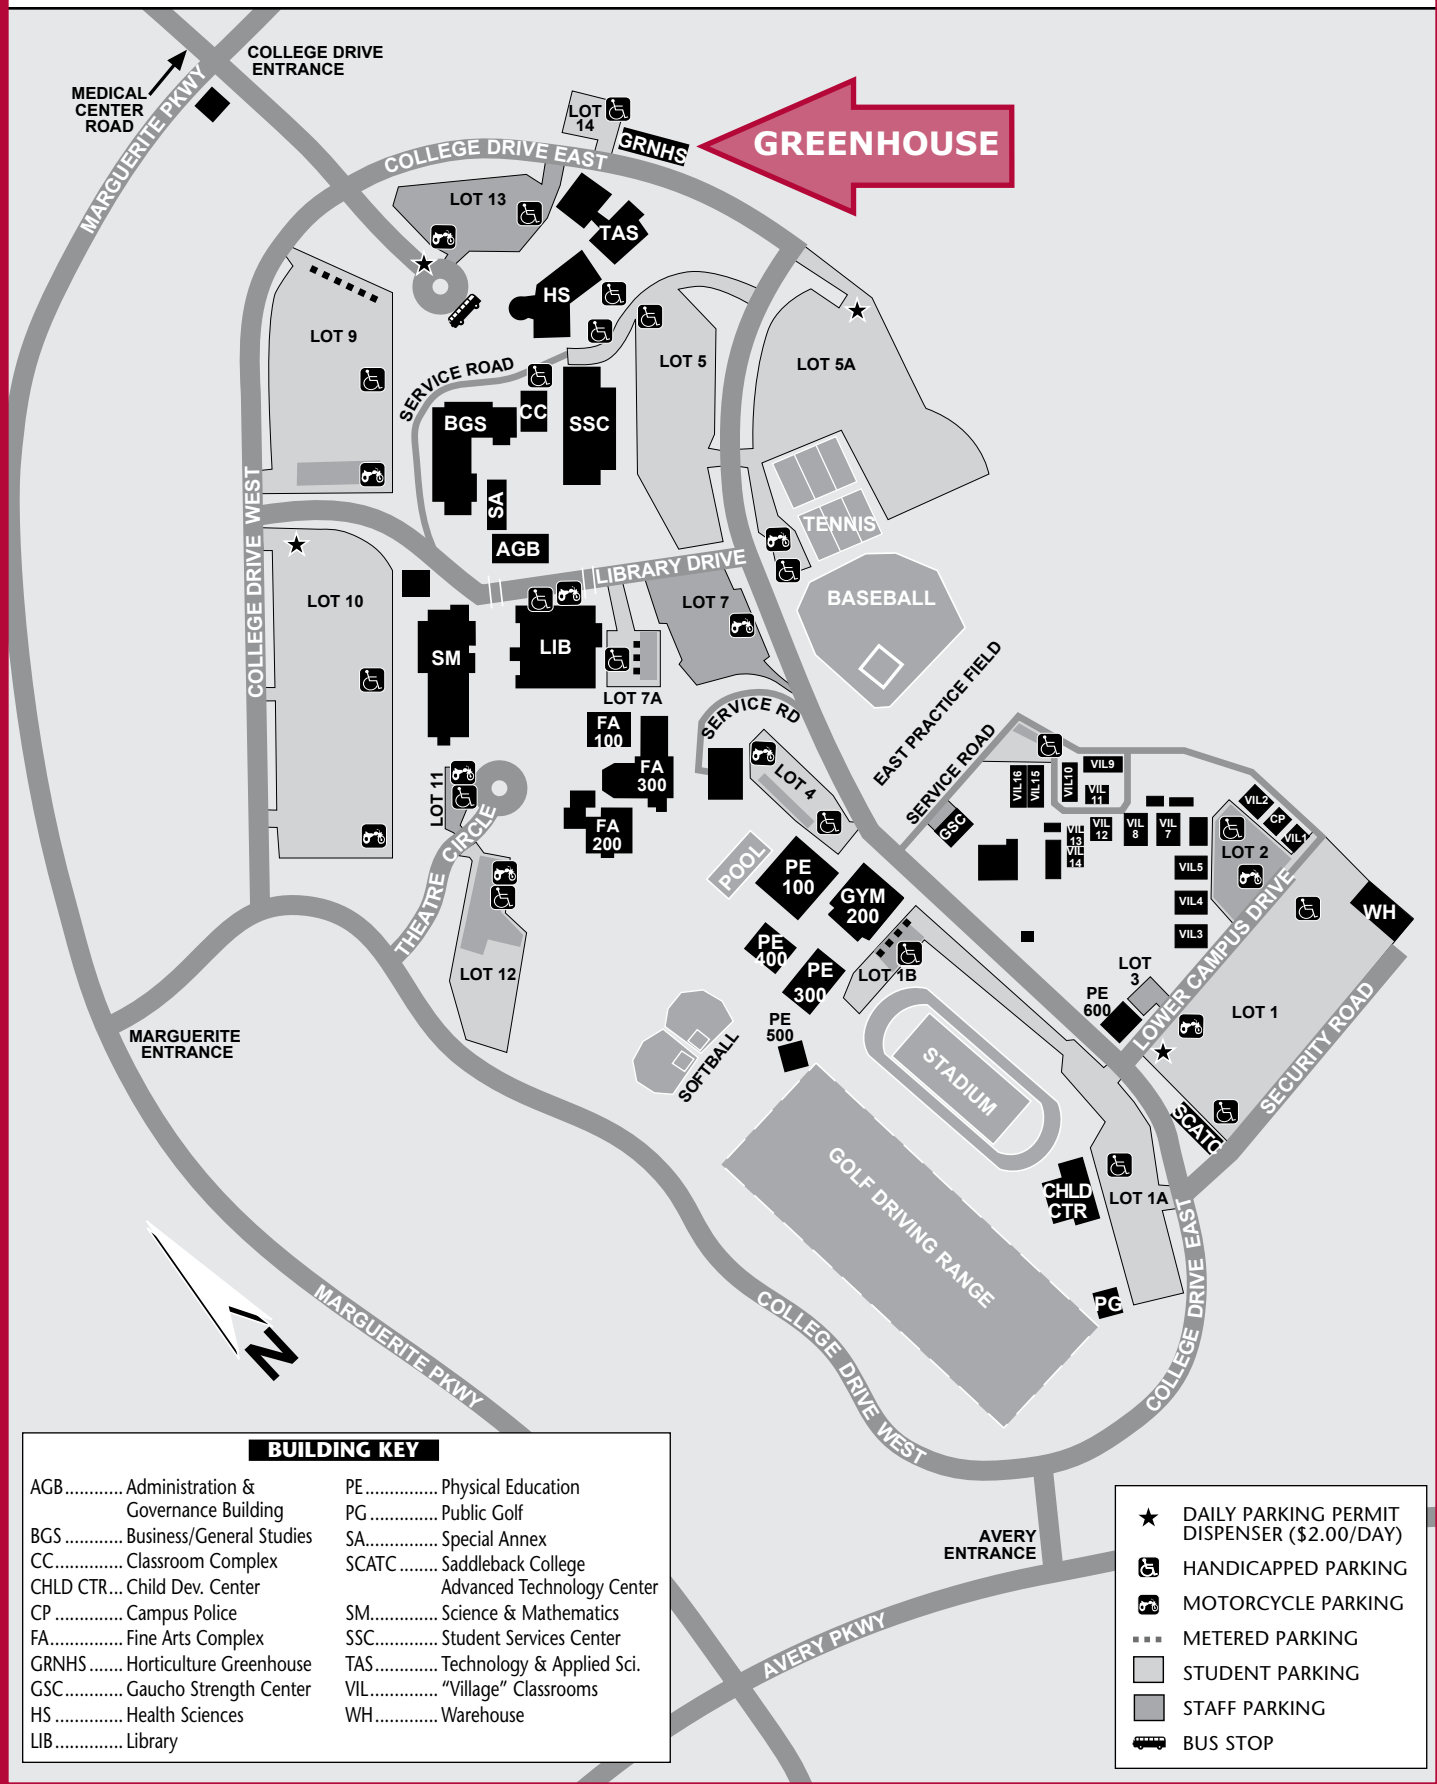 COLLEGE DRIVE
ENTRANCE
MEDICAL
CENTER
ROAD
MARGUERITE PKWY
LOT
14
GRNHS
GREENHOUSE
COLLEGE DRIVE EAST
LOT 13
TAS
HS
LOT 9
LOT 5
LOT 5A
SERVICE ROAD
CC
BGS
SSC
SA
AGB
TENNIS
COLLEGE DRIVE WEST
LIBRARY DRIVE
LOT 10
LOT 7
BASEBALL
SM
LIB
LOT 7A
SERVICE RD
EAST PRACTICE FIELD
FA
100
FA
300
FA
200
LOT 4
SERVICE ROAD
LOT 11
THEATRE CIRCLE
VIL16
VIL15
VIL10
VIL9
VIL
11
VIL2
CP
VIL1
GSC
VIL
13
VIL
14
VIL
12
VIL
8
VIL
7
LOT 2
VIL5
VIL4
VIL3
POOL
PE
100
GYM
200
WH
PE
400
PE
300
LOT 1B
LOT 12
LOT
3
LOWER CAMPUS DRIVE
PE
600
LOT 1
SECURITY ROAD
PE
500
MARGUERITE
ENTRANCE
SOFTBALL
STADIUM
SCATC
GOLF DRIVING RANGE
CHLD
CTR
LOT 1A
PG
COLLEGE DRIVE EAST
N
MARGUERITE PKWY
COLLEGE DRIVE WEST
AVERY
ENTRANCE
AVERY PKWY
BUILDING KEY
AGB............ Administration &
Governance Building
BGS ............ Business/General Studies
CC............. Classroom Complex
CHLD CTR... Child Dev. Center
CP ............. Campus Police
FA.............. Fine Arts Complex
GRNHS ....... Horticulture Greenhouse
GSC............ Gaucho Strength Center
HS ............. Health Sciences
LIB.............. Library
PE............... Physical Education
PG .............. Public Golf
SA............... Special Annex
SCATC ........ Saddleback College
Advanced Technology Center
SM.............. Science & Mathematics
SSC............. Student Services Center
TAS............. Technology & Applied Sci.
VIL.............. “Village” Classrooms
WH............. Warehouse
DAILY PARKING PERMIT
DISPENSER ($2.00/DAY)
HANDICAPPED PARKING
MOTORCYCLE PARKING
METERED PARKING
STUDENT PARKING
STAFF PARKING
BUS STOP